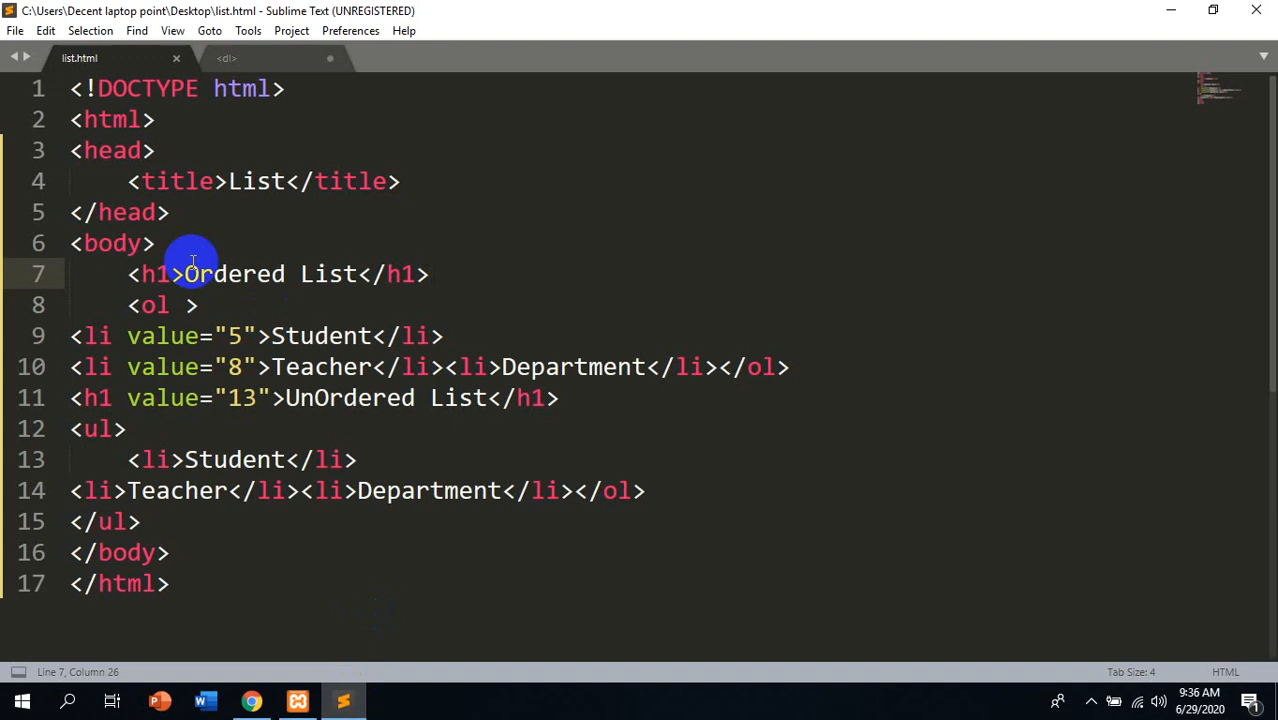 C:\Users\Decent laptop point\Desktop\list.html - Sublime Text (UNREGISTERED)
File Edit Selection Find View Goto Tools Project Preferences Help
list.html <dl>
1 <!DOCTYPE html>
2 <html>
3 <head>
4 <title>List</title>
5 </head>
6 <body>
7 <h1>Ordered List</h1>
8 <ol >
9 <li value="5">Student</li>
10 <li value="8">Teacher</li><li>Department</li></ol>
11 <h1 value="13">UnOrdered List</h1>
12 <ul>
13 <li>Student</li>
14 <li>Teacher</li><li>Department</li></ol>
15 </ul>
16 </body>
17 </html>
Line 7, Column 26 Tab Size: 4 HTML
9:36 AM
6/29/2020
1